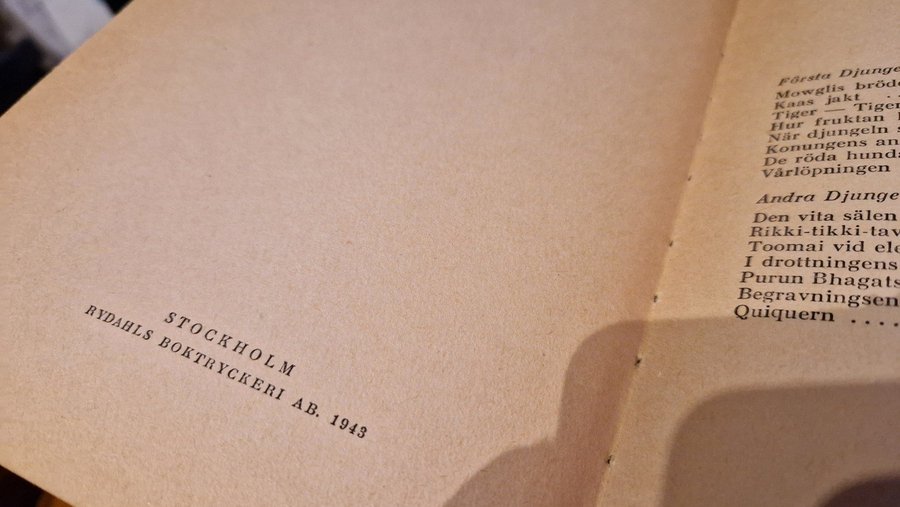 STOCKHOLM
RYDAHLS BOKTRYCKERI AB. 1943
Första
Mowglis
Kaas jakt ..
Tiger —
Hur fruktan
När djungeln
Konungens
De röda
Vårlöpningen
Andra
Den vita sälen
Toomai vid
I drottningens
Purun Bhagats
Quiquern ....